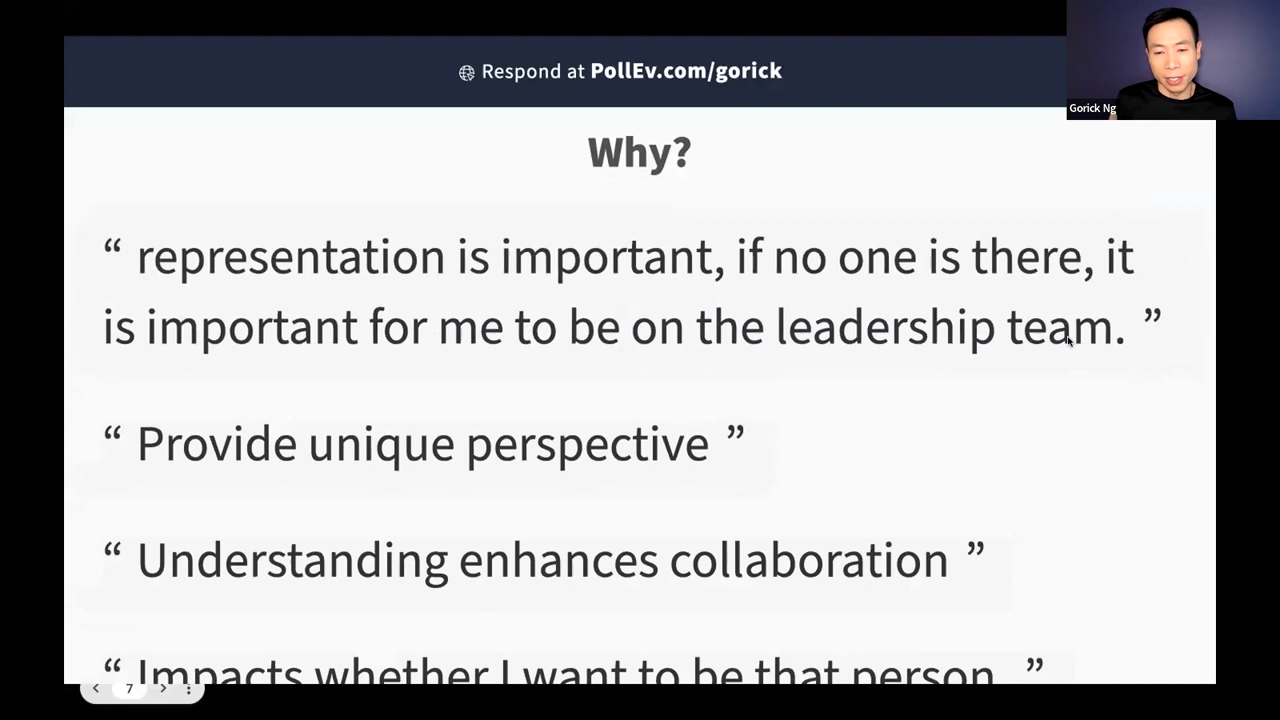 Respond at PollEv.com/gorick
Gorick Ng
Why?
“ representation is important, if no one is there, it
is important for me to be on the leadership team. ”
“ Provide unique perspective ”
“ Understanding enhances collaboration ”
“ Impacts whether I want to be that person ”
7